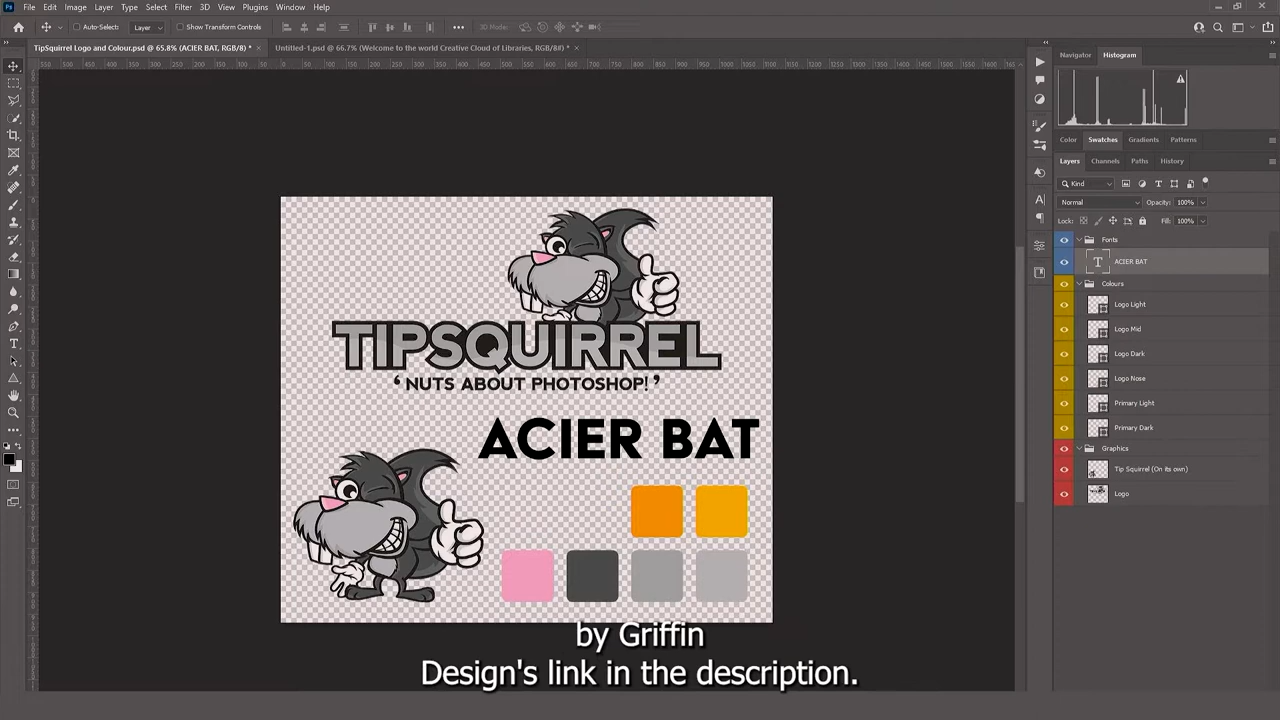 File Edit Image Layer Type Select Filter 3D View Plugins Window Help
Auto-Select: Layer Show Transform Controls 3D Mode:
TipSquirrel Logo and Colour.psd @ 65.8% (ACIER BAT, RGB/8) * × Untitled-1.psd @ 66.7% (Welcome to the world Creative Cloud of Libraries, RGB/8#) * ×
Navigator Histogram
Color Swatches Gradients Patterns
Layers Channels Paths History
Kind
Normal Opacity: 100%
Lock: Fill: 100%
Fonts
ACIER BAT
Colours
Logo Light
Logo Mid
Logo Dark
Logo Nose
Primary Light
Primary Dark
Graphics
Tip Squirrel (On its own)
Logo
TIPSQUIRREL
‘NUTS ABOUT PHOTOSHOP!’
ACIER BAT
by Griffin
Design's link in the description.